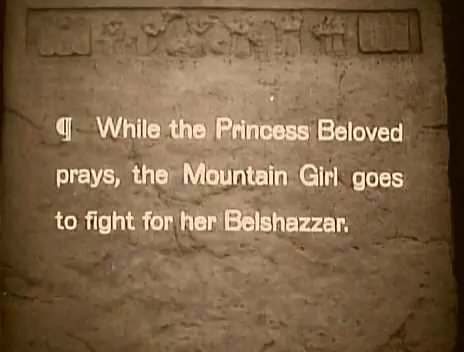 ¶ While the Princess Beloved
prays, the Mountain Girl goes
to fight for her Belshazzar.